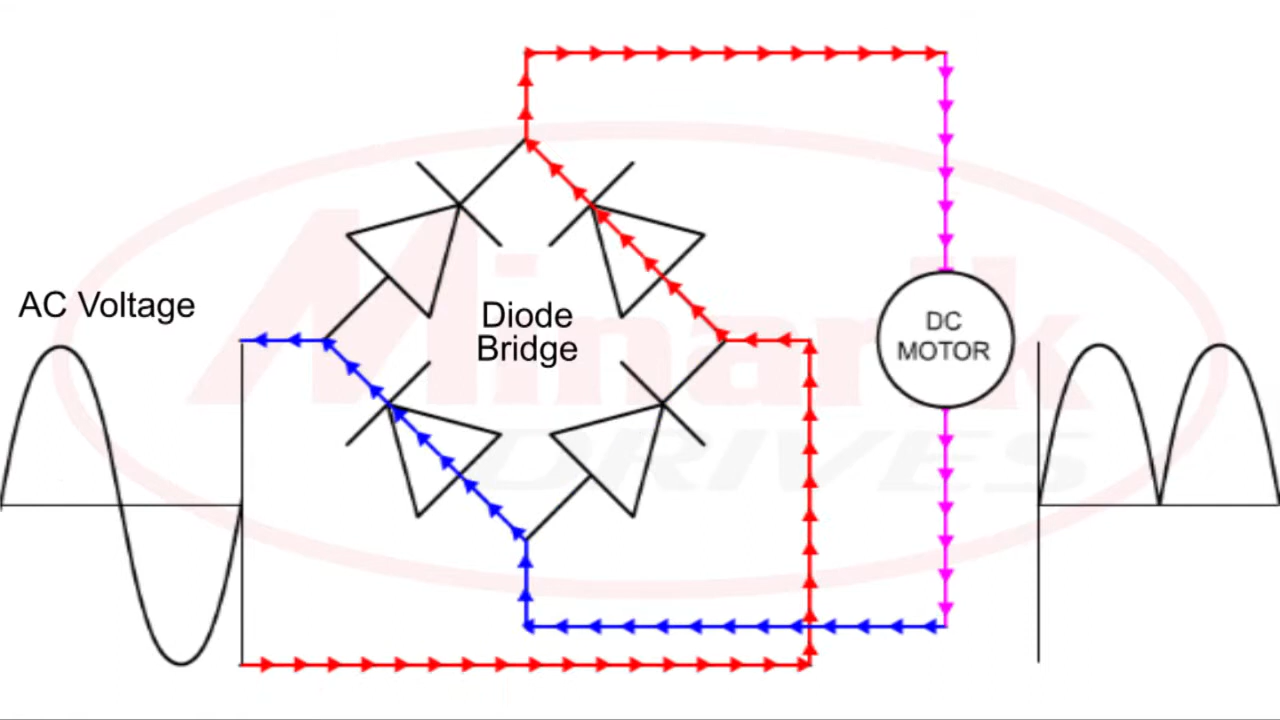 AC Voltage
Diode
Bridge
DC
MOTOR
Minarik
DRIVES